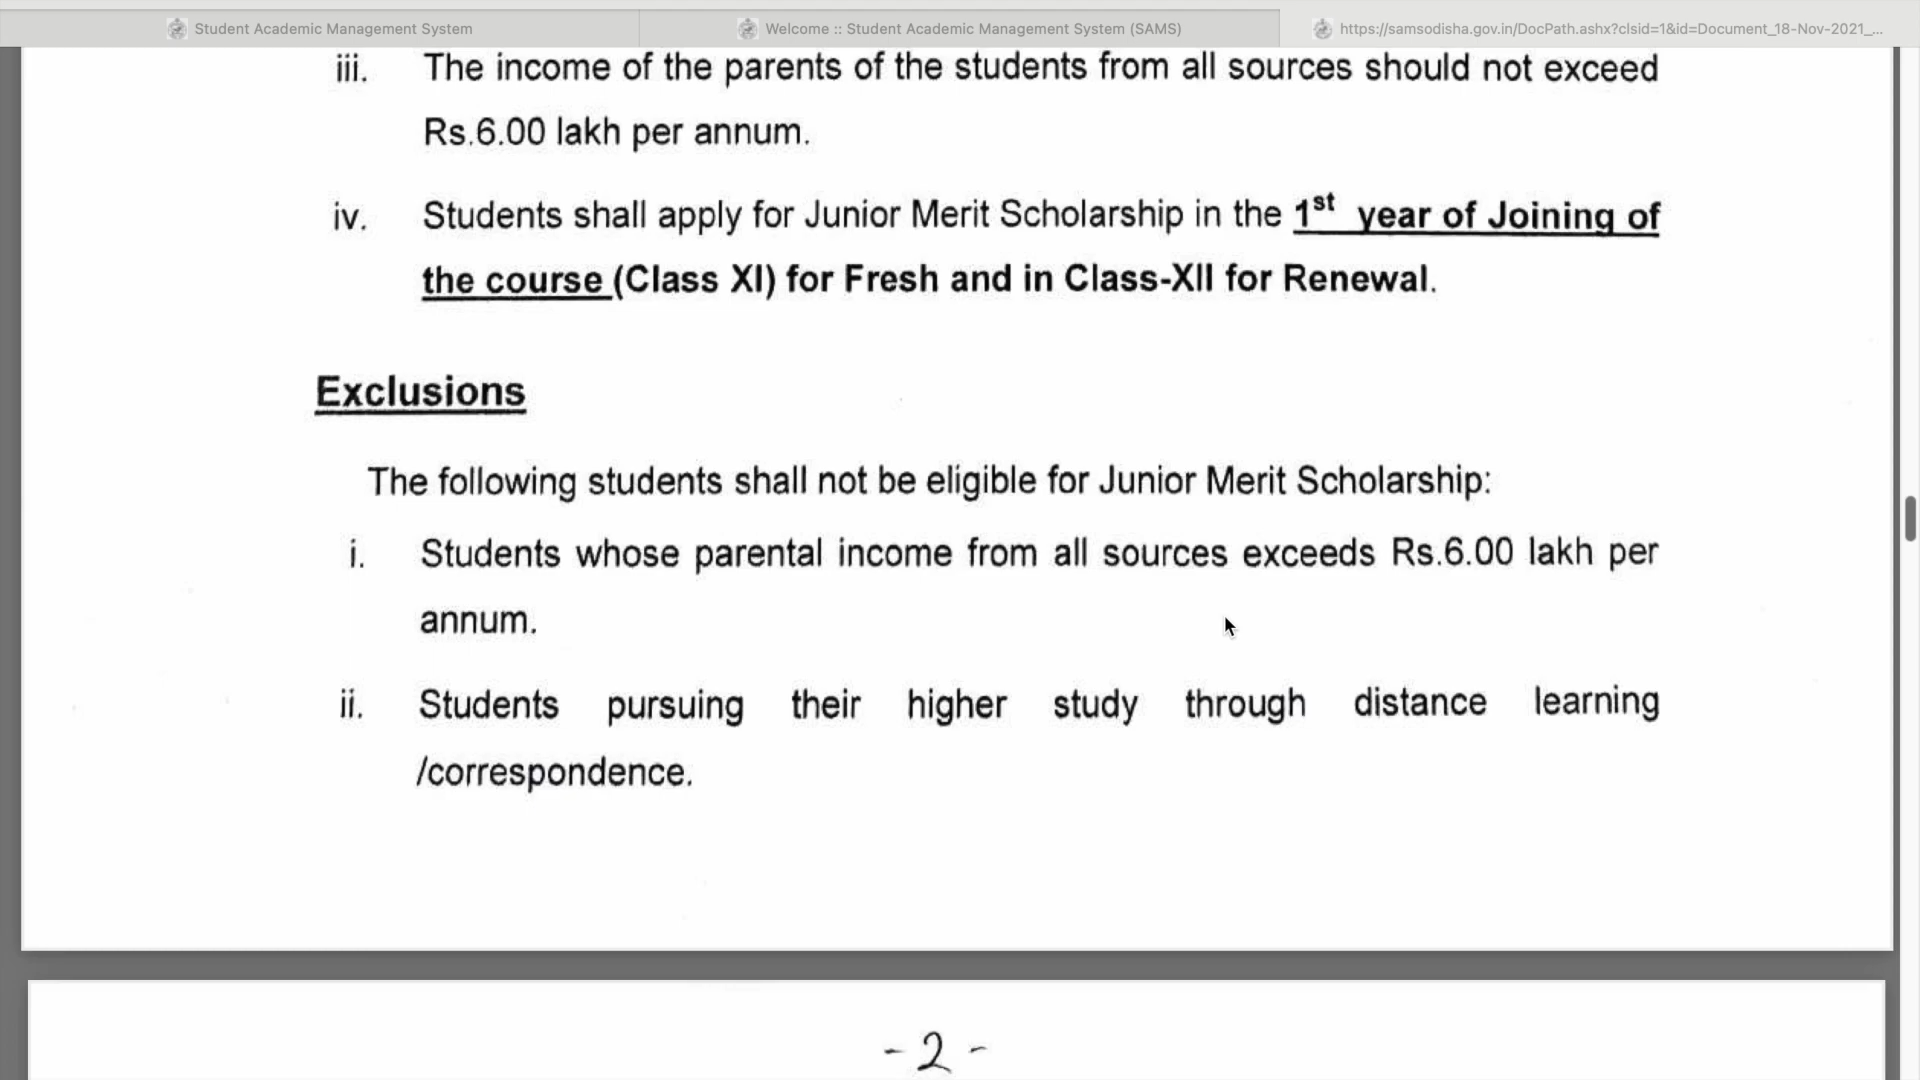 Student Academic Management System
Welcome :: Student Academic Management System (SAMS)
https://samsodisha.gov.in/DocPath.ashx?clsid=1&id=Document_18-Nov-2021_...
iii. The income of the parents of the students from all sources should not exceed
Rs.6.00 lakh per annum.
iv. Students shall apply for Junior Merit Scholarship in the 1st year of Joining of
the course (Class XI) for Fresh and in Class-XII for Renewal.
Exclusions
The following students shall not be eligible for Junior Merit Scholarship:
i. Students whose parental income from all sources exceeds Rs.6.00 lakh per
annum.
ii. Students pursuing their higher study through distance learning
/correspondence.
- 2 -